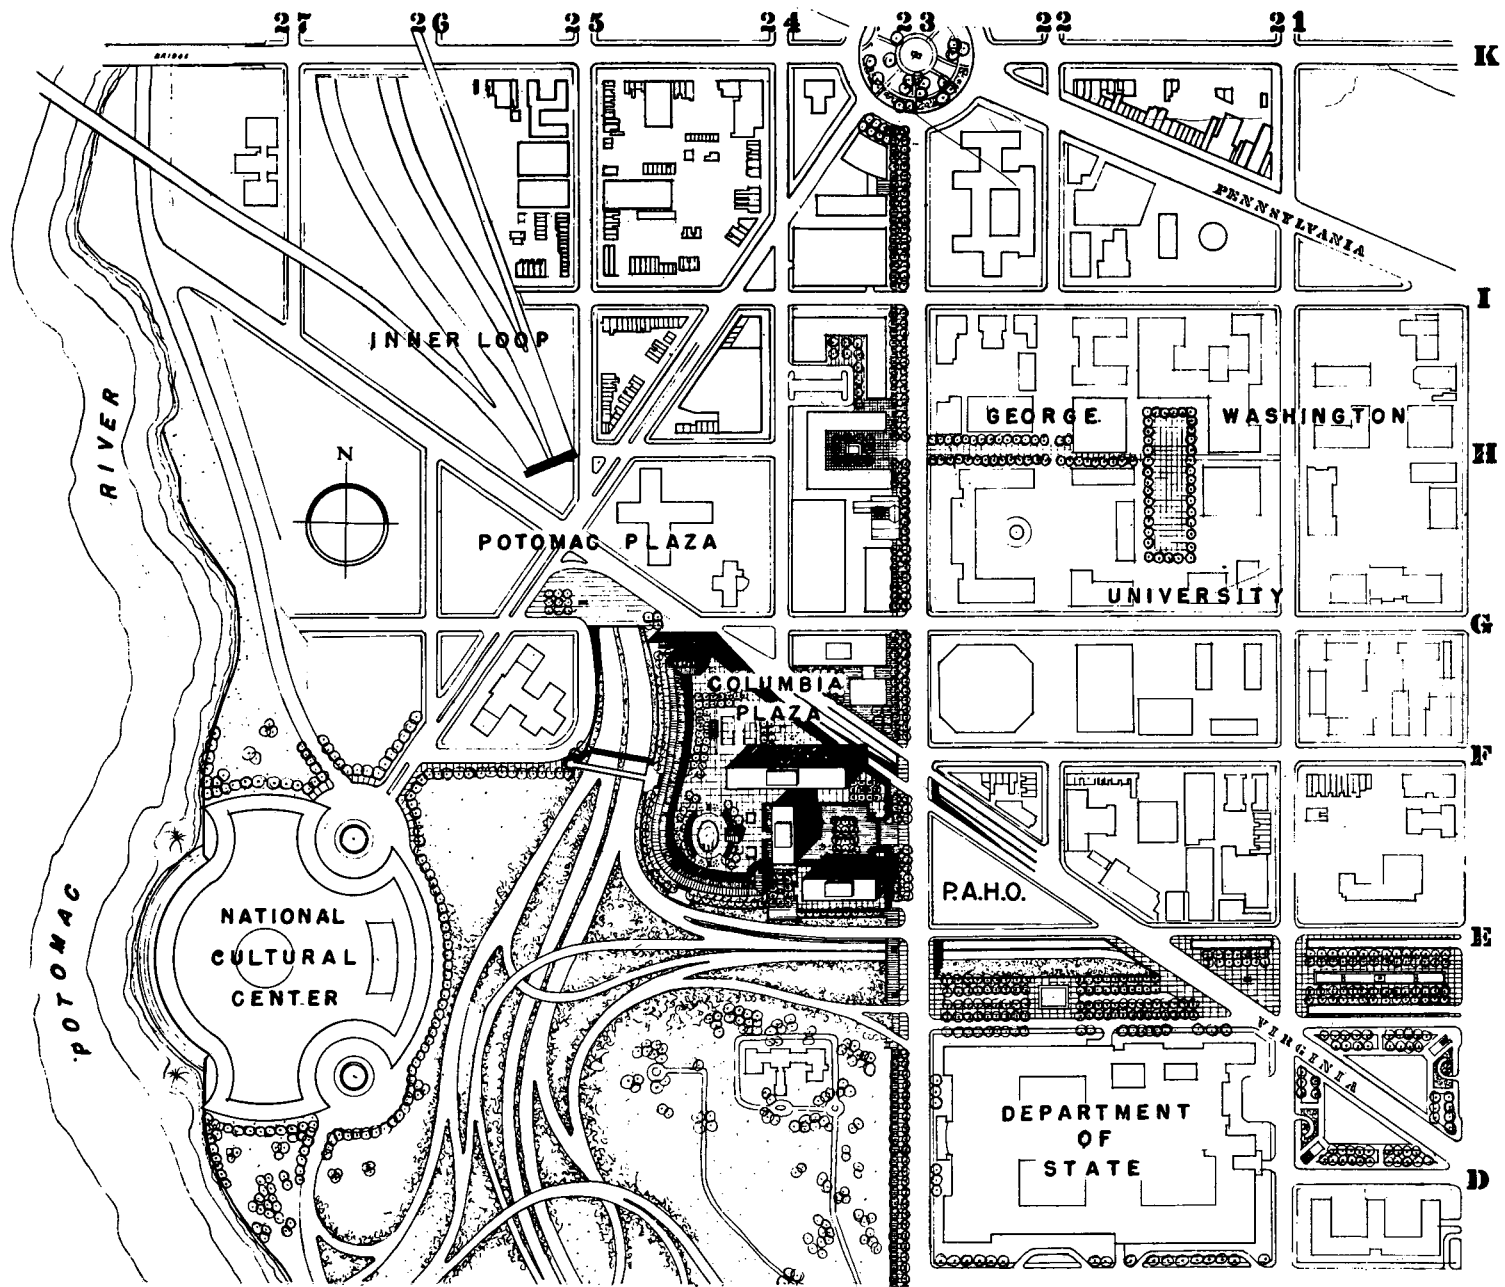 27 26 25 24 23 22 21
BRIDGE
K
PENNSYLVANIA
I
INNER LOOP
RIVER
GEORGE WASHINGTON
N
H
POTOMAC PLAZA
UNIVERSITY
G
COLUMBIA
PLAZA
F
P.A.H.O.
POTOMAC
NATIONAL
CULTURAL
CENTER
E
VIRGINIA
DEPARTMENT
OF
STATE
D